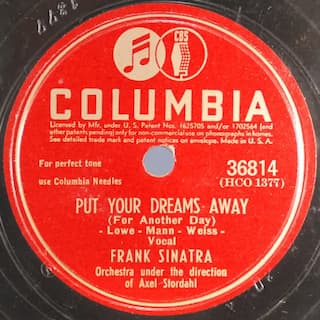 CBS
COLUMBIA
Licensed by Mfr. under U. S. Patent Nos. 1625705 and/or 1702564 (and
other patents pending) only for non-commercial use on phonographs in homes.
See detailed trade mark and patent notices on envelope. Made in U. S. A.
For perfect tone
use Columbia Needles
36814
(HCO 1377)
PUT YOUR DREAMS AWAY
(For Another Day)
- Lowe - Mann - Weiss -
Vocal
FRANK SINATRA
Orchestra under the direction
of Axel Stordahl